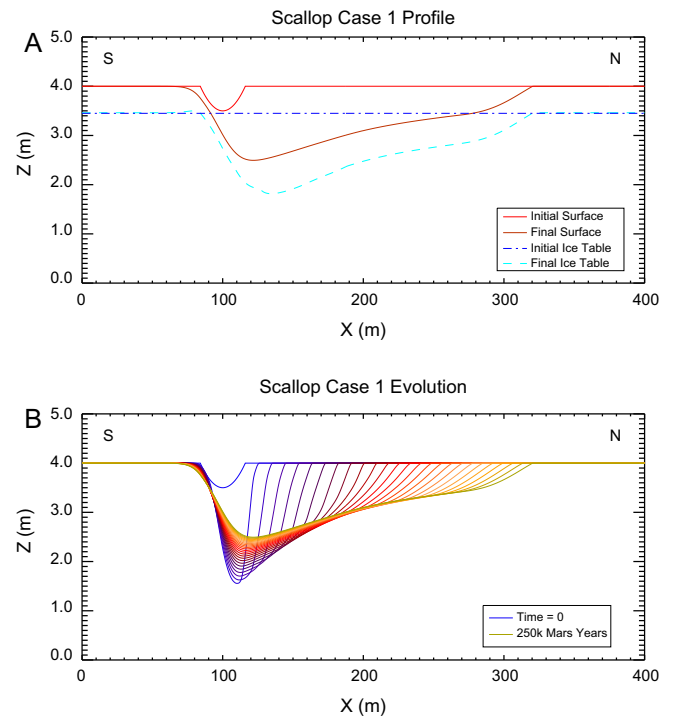 Scallop Case 1 Profile
A
5.0
S
N
4.0
3.0
Z (m)
2.0
1.0
0.0
Initial Surface
Final Surface
Initial Ice Table
Final Ice Table
0
100
200
300
400
X (m)
Scallop Case 1 Evolution
B
5.0
S
N
4.0
3.0
Z (m)
2.0
1.0
0.0
Time = 0
250k Mars Years
0
100
200
300
400
X (m)